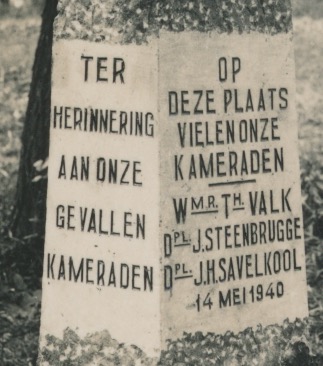 TER
HERINNERING
AAN ONZE
GEVALLEN
KAMERADEN
OP
DEZE PLAATS
VIELEN ONZE
KAMERADEN
WMR. TH. VALK
DPL. J. STEENBRUGGE
DPL. J.H. SAVELKOOL
14 MEI 1940